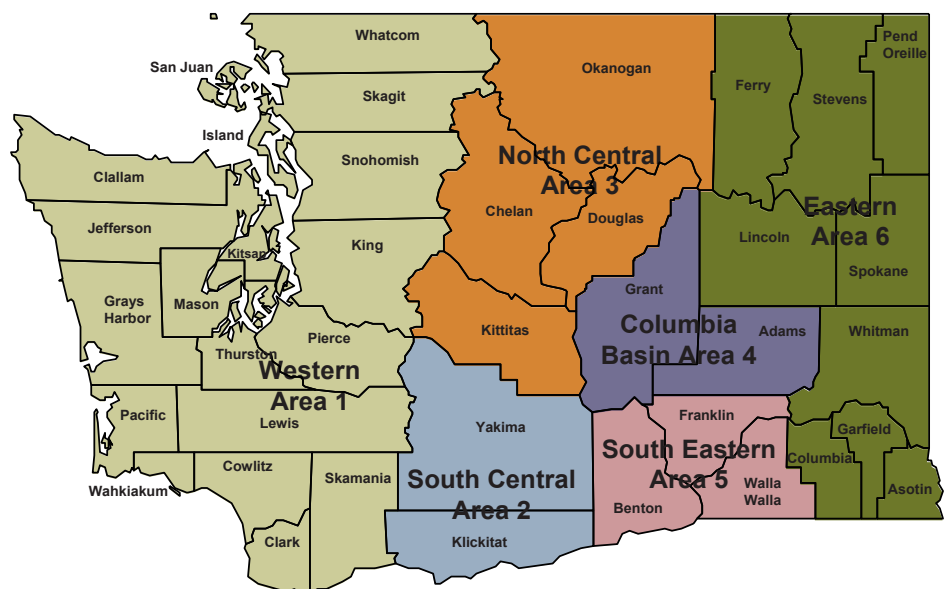 Whatcom
San Juan
Skagit
Island
Snohomish
Clallam
Jefferson
Kitsap
King
Grays
Harbor
Mason
Thurston
Pierce
Western
Area 1
Pacific
Lewis
Wahkiakum
Cowlitz
Skamania
Clark
Okanogan
North Central
Area 3
Chelan
Douglas
Kittitas
Yakima
South Central
Area 2
Klickitat
Grant
Columbia
Basin Area 4
Adams
Franklin
South Eastern
Area 5
Benton
Walla
Walla
Ferry
Stevens
Pend
Oreille
Eastern
Area 6
Lincoln
Spokane
Whitman
Columbia
Garfield
Asotin